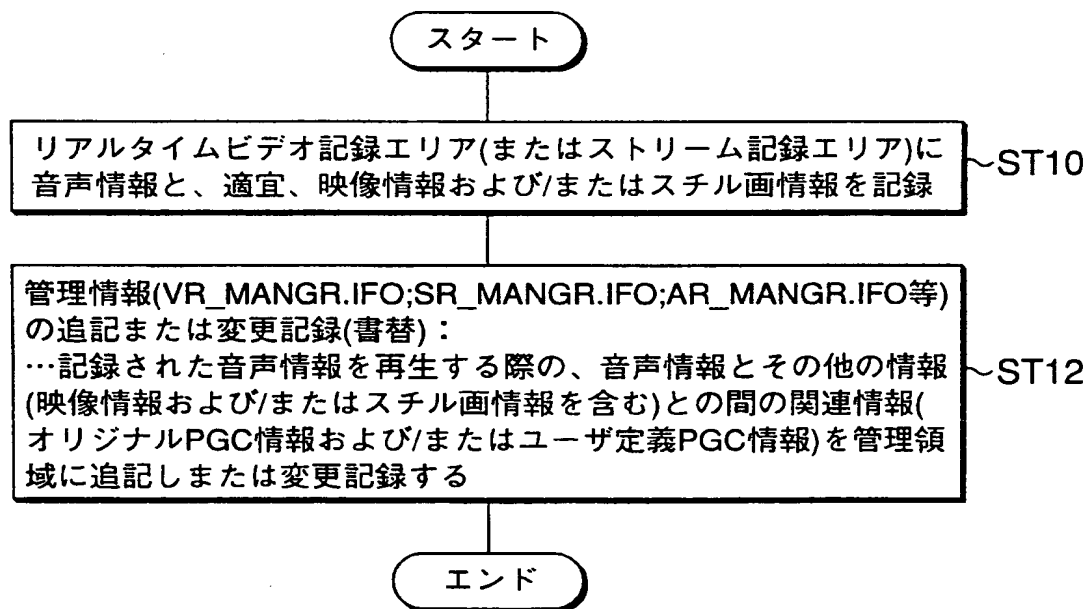 スタート
リアルタイムビデオ記録エリア(またはストリーム記録エリア)に
音声情報と、適宜、映像情報および/またはスチル画情報を記録
~ST10
管理情報(VR_MANGR.IFO;SR_MANGR.IFO;AR_MANGR.IFO等)
の追記または変更記録(書替)：
…記録された音声情報を再生する際の、音声情報とその他の情報
(映像情報および/またはスチル画情報を含む)との間の関連情報(
オリジナルPGC情報および/またはユーザ定義PGC情報)を管理領
域に追記しまたは変更記録する
~ST12
エンド